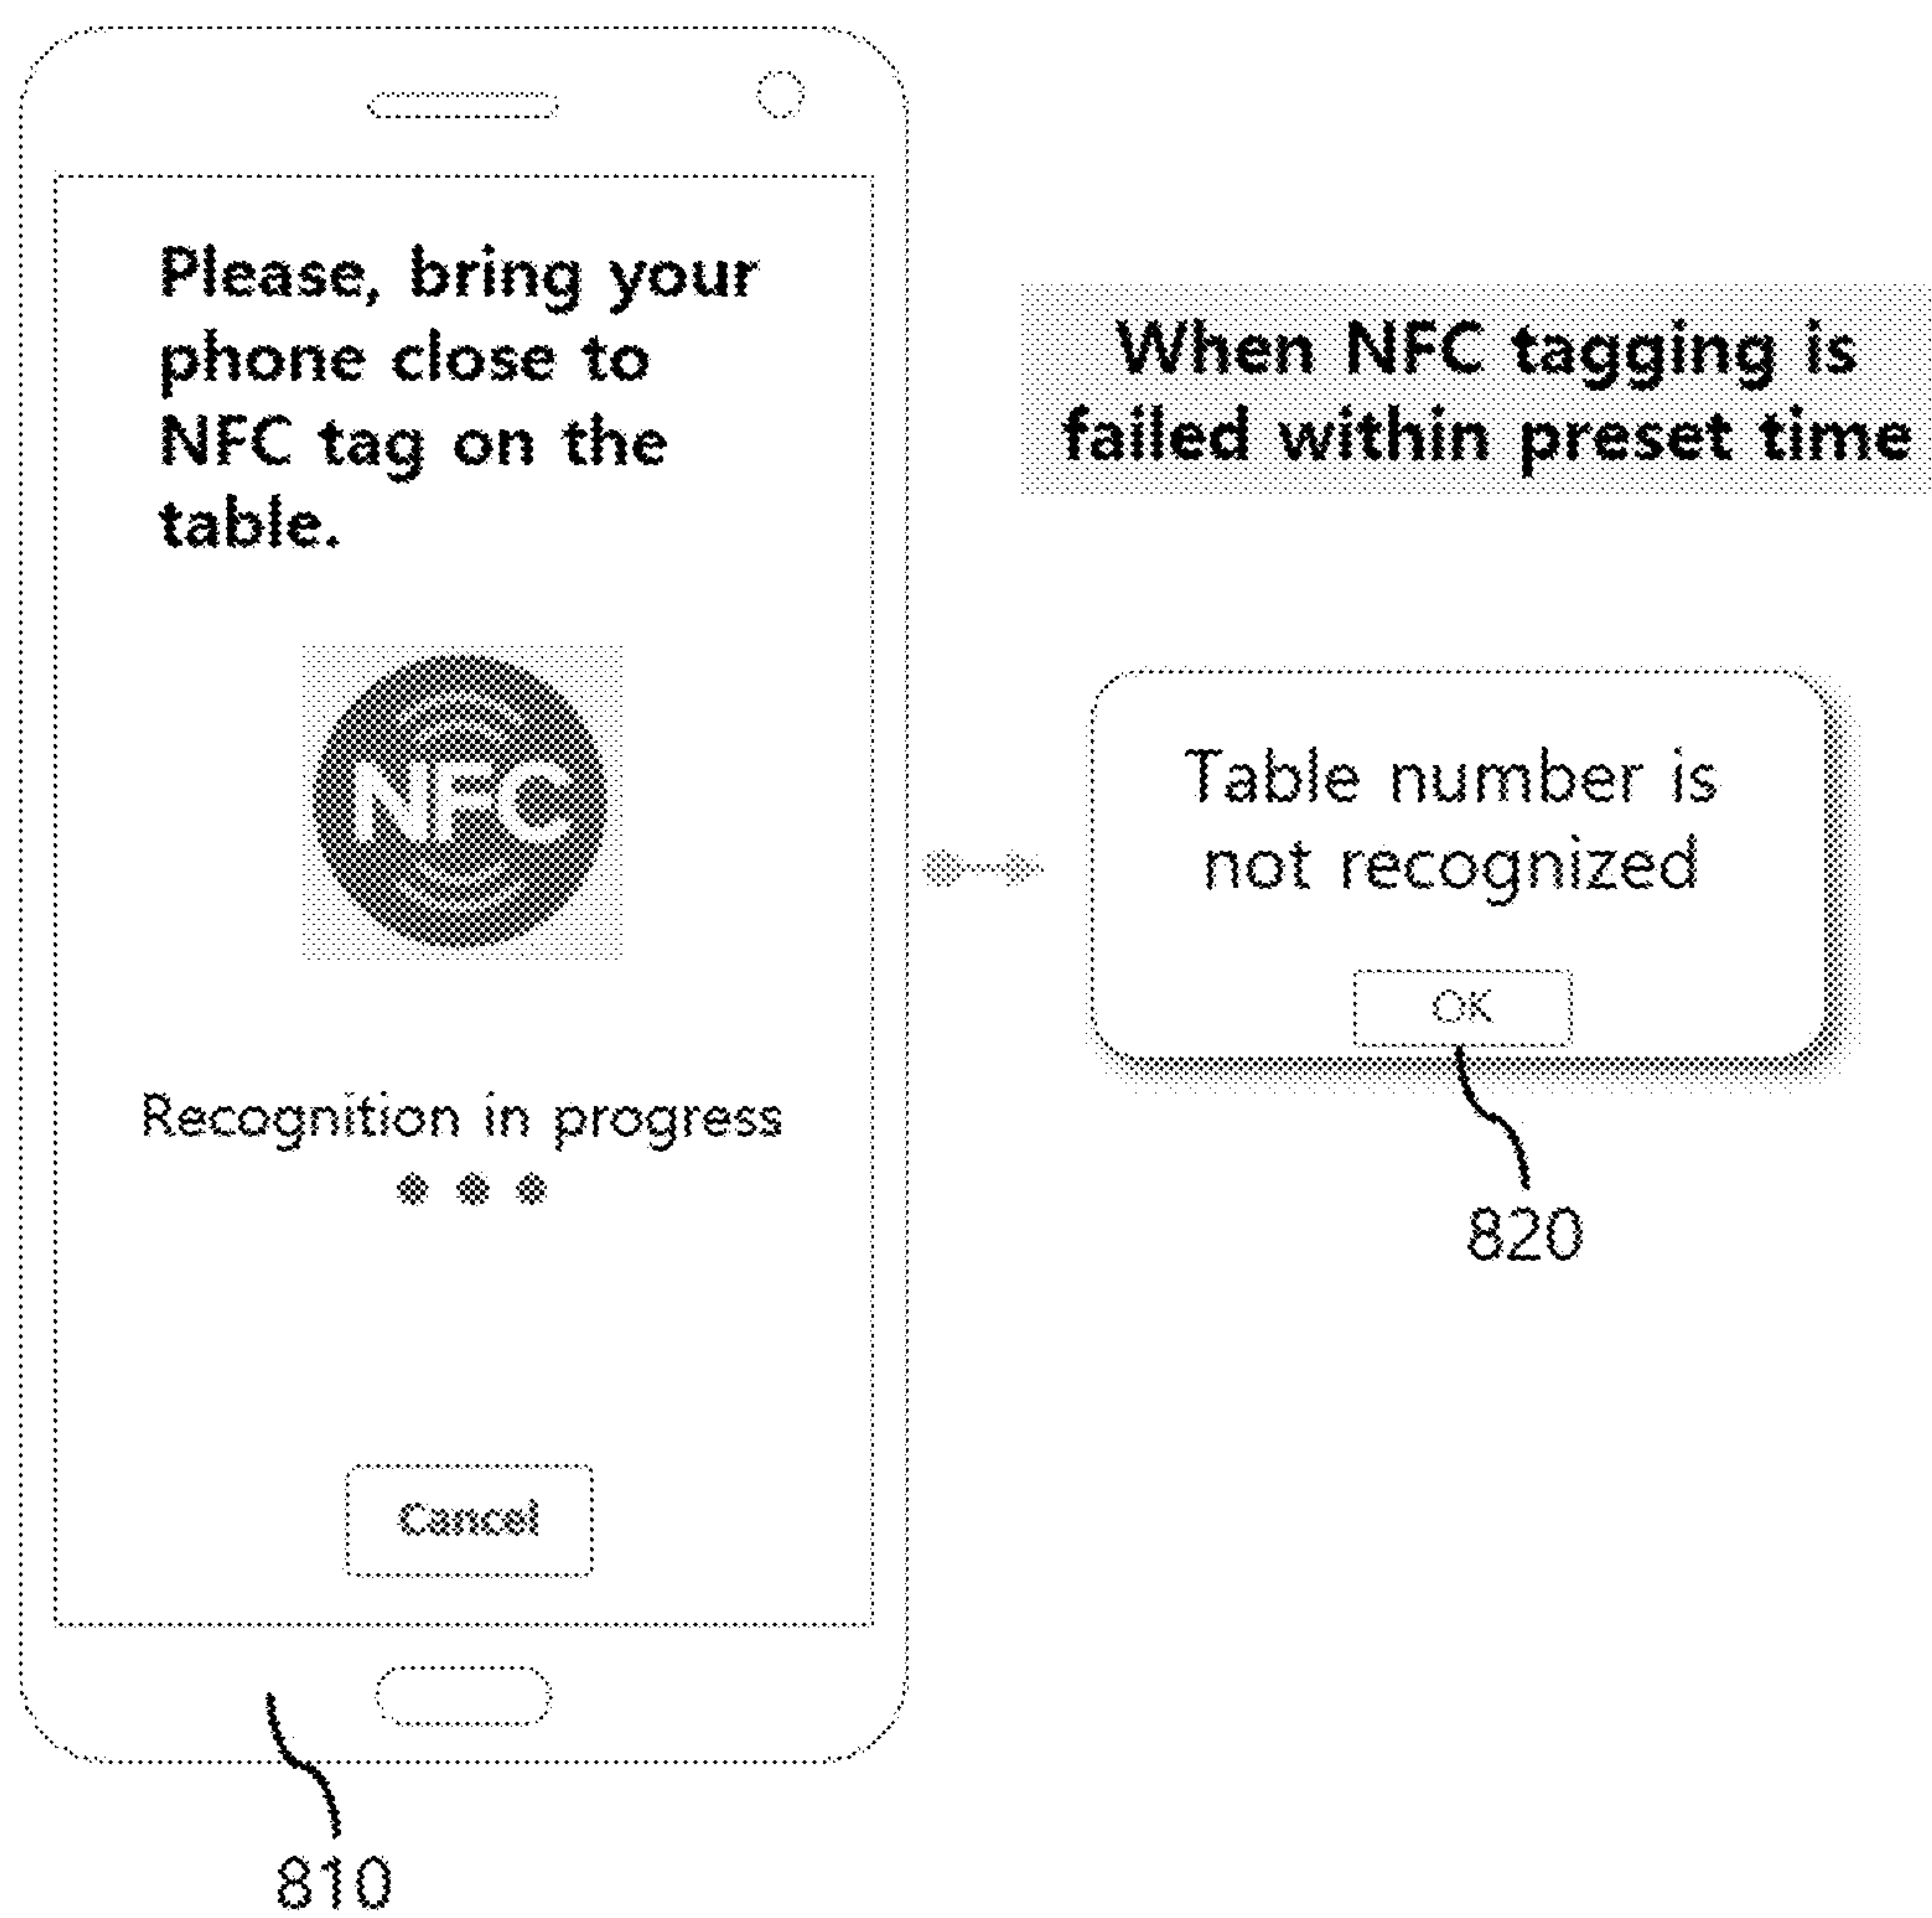 Please, bring your
phone close to
NFC tag on the
table.
NFC
Recognition in progress
Cancel
810
When NFC tagging is
failed within preset time
Table number is
not recognized
OK
820